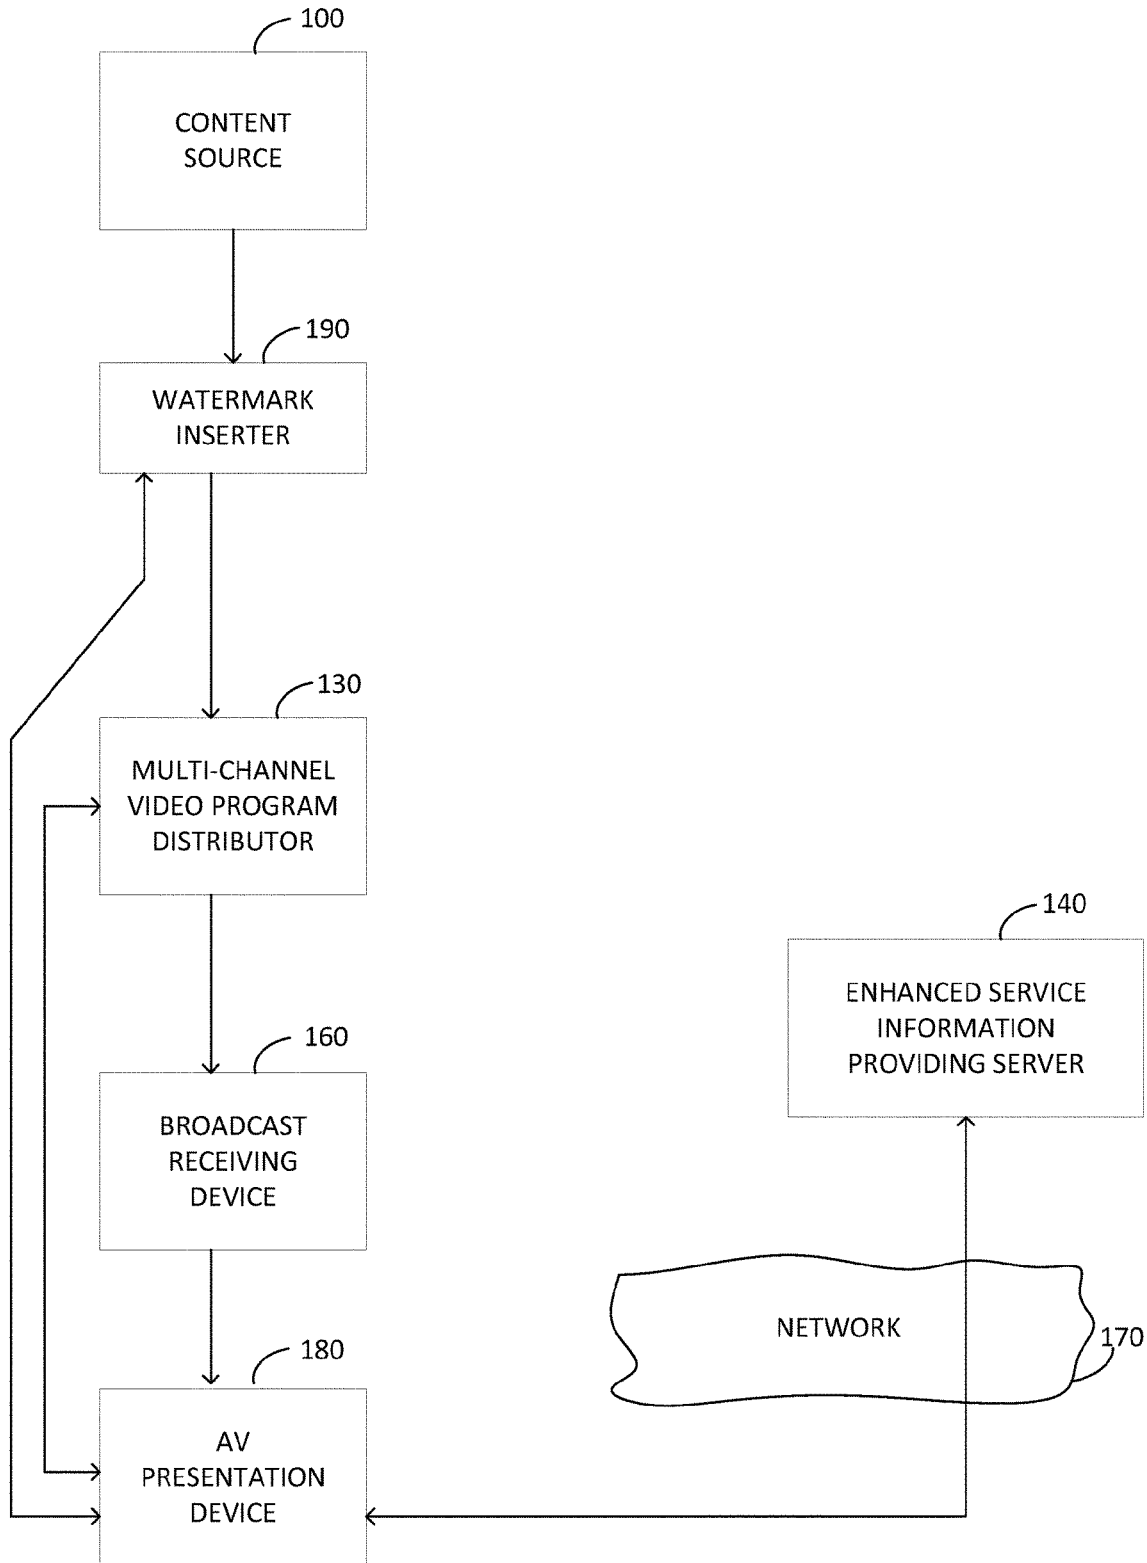 100
CONTENT
SOURCE
190
WATERMARK
INSERTER
130
MULTI-CHANNEL
VIDEO PROGRAM
DISTRIBUTOR
140
ENHANCED SERVICE
INFORMATION
PROVIDING SERVER
160
BROADCAST
RECEIVING
DEVICE
NETWORK
170
180
AV
PRESENTATION
DEVICE